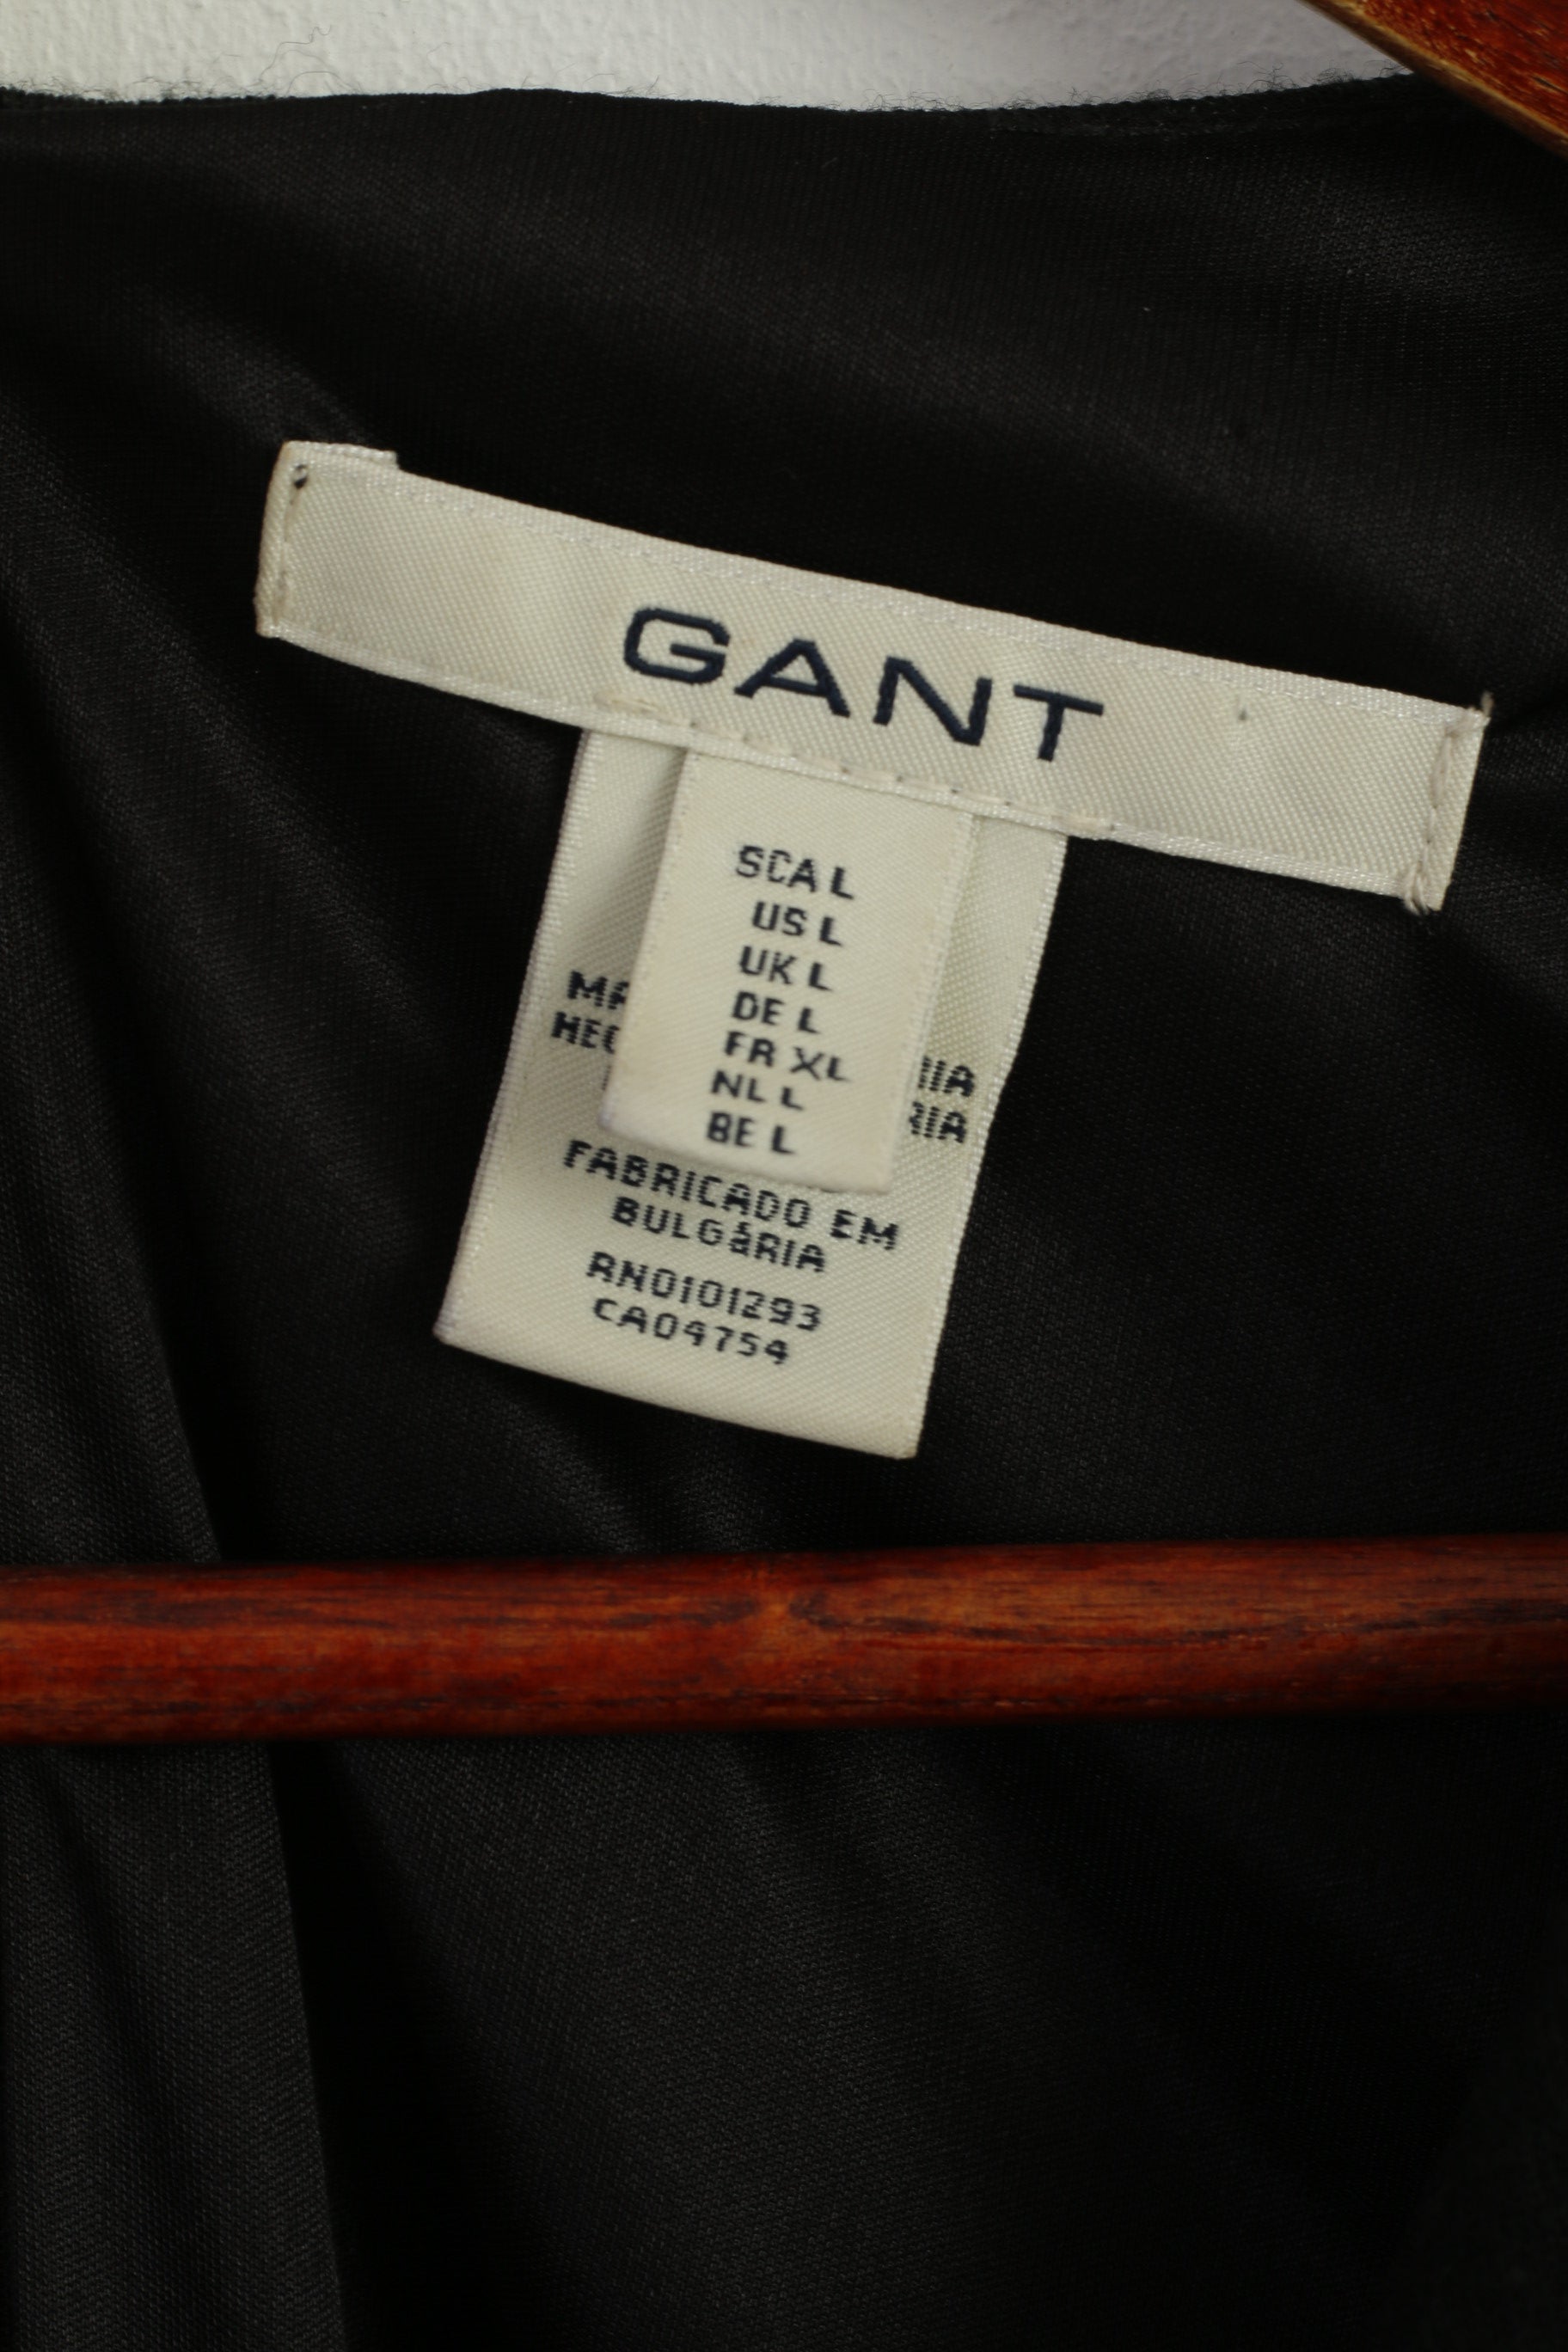 GANT
SCA L
US L
UK L
DE L
FR XL
NL L
BE L
FABRICADO EM
BULGáRIA
RN0101293
CA04754